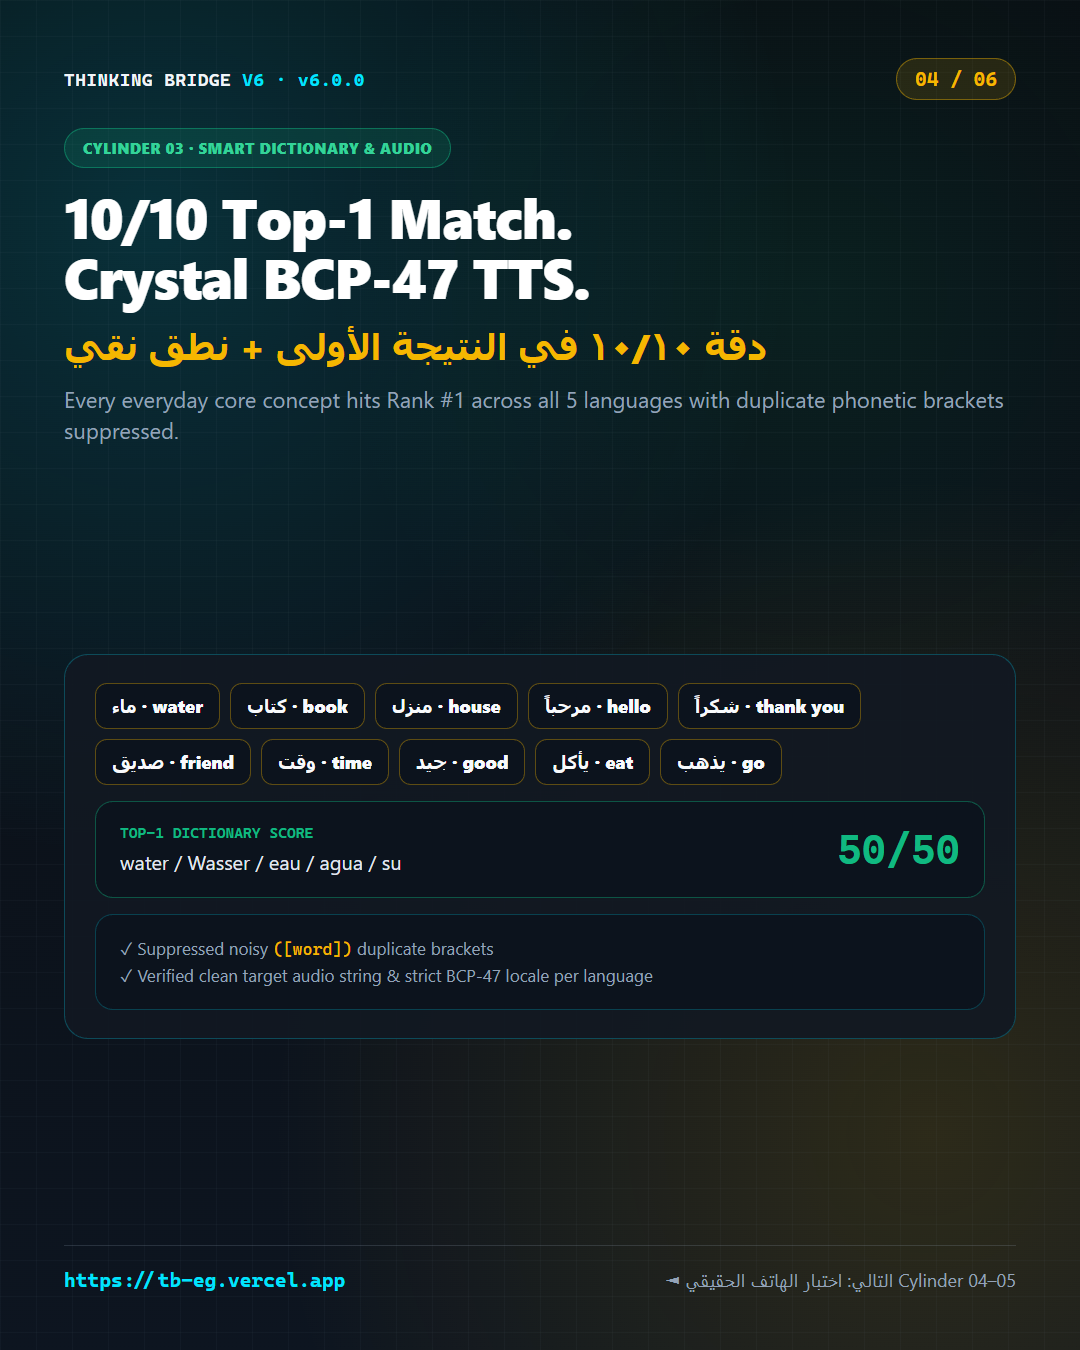 THINKING BRIDGE V6 · v6.0.0
04 / 06
CYLINDER 03 · SMART DICTIONARY & AUDIO
10/10 Top-1 Match.
Crystal BCP-47 TTS.
دقة ١٠/١٠ في النتيجة الأولى + نطق نقي
Every everyday core concept hits Rank #1 across all 5 languages with duplicate phonetic brackets
suppressed.
ماء · water
كتاب · book
منزل · house
مرحباً · hello
شكراً · thank you
صديق · friend
وقت · time
جيد · good
يأكل · eat
يذهب · go
TOP-1 DICTIONARY SCORE
water / Wasser / eau / agua / su
50/50
✓ Suppressed noisy ([word]) duplicate brackets
✓ Verified clean target audio string & strict BCP-47 locale per language
https://tb-eg.vercel.app
Cylinder 04–05 التالي: اختبار الهاتف الحقيقي ◄